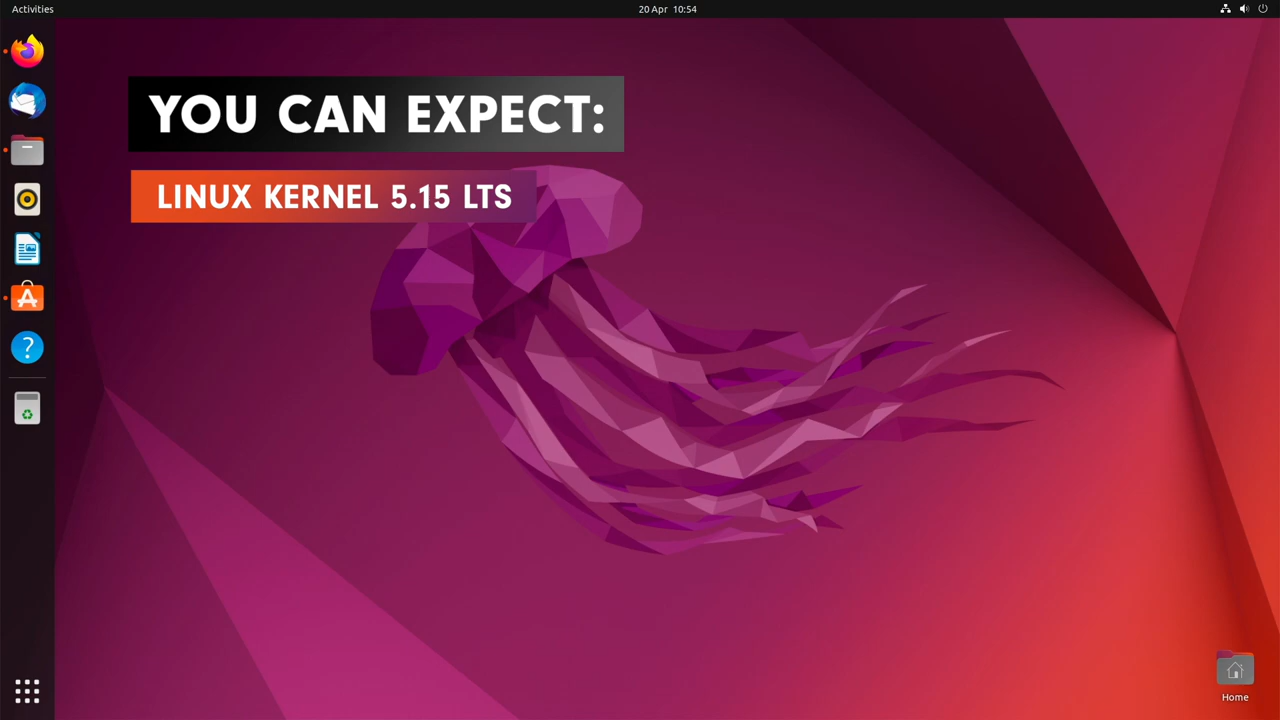 Activities
20 Apr 10:54
YOU CAN EXPECT:
LINUX KERNEL 5.15 LTS
?
Home